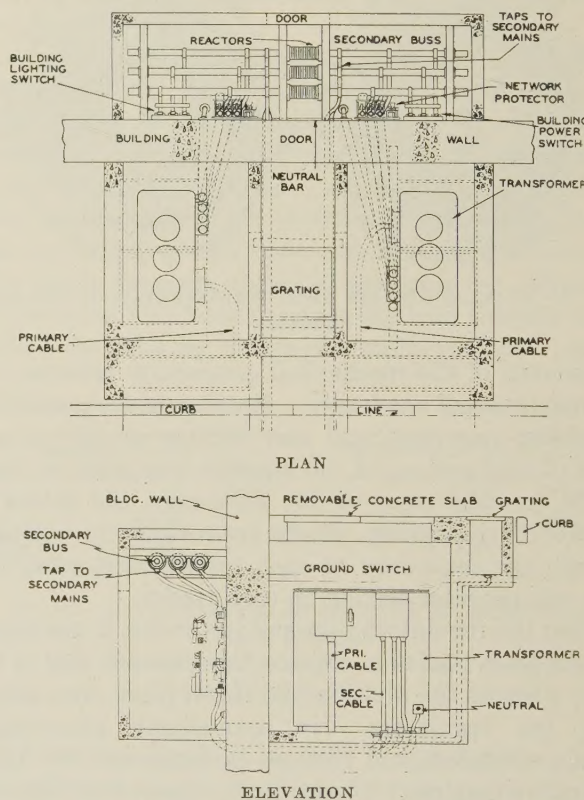 DOOR
TAPS TO
SECONDARY
MAINS
REACTORS
SECONDARY BUSS
BUILDING
LIGHTING
SWITCH
NETWORK
PROTECTOR
BUILDING
POWER
SWITCH
BUILDING
DOOR
WALL
NEUTRAL
BAR
TRANSFORMER
GRATING
PRIMARY
CABLE
PRIMARY
CABLE
CURB
LINE
PLAN
BLDG. WALL
REMOVABLE CONCRETE SLAB
GRATING
CURB
SECONDARY
BUS
TAP TO
SECONDARY
MAINS
GROUND SWITCH
PRI.
CABLE
TRANSFORMER
SEC.
CABLE
NEUTRAL
ELEVATION